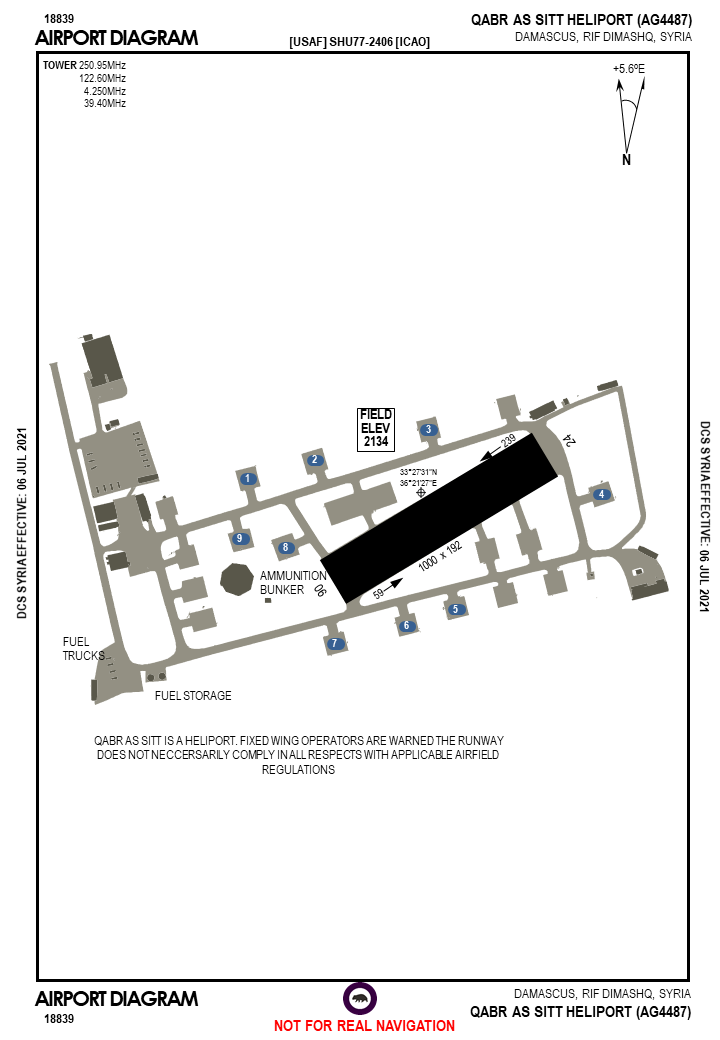 18839
AIRPORT DIAGRAM
[USAF] SHU77-2406 [ICAO]
QABR AS SITT HELIPORT (AG4487)
DAMASCUS, RIF DIMASHQ, SYRIA
TOWER 250.95MHz
122.60MHz
4.250MHz
39.40MHz
+5.6ºE
N
FIELD
ELEV
2134
33°27'31"N
36°21'27"E
239
24
1
2
3
4
5
6
7
8
9
06
59
1000 x 192
AMMUNITION
BUNKER
FUEL
TRUCKS
FUEL STORAGE
QABR AS SITT IS A HELIPORT. FIXED WING OPERATORS ARE WARNED THE RUNWAY
DOES NOT NECCERSARILY COMPLY IN ALL RESPECTS WITH APPLICABLE AIRFIELD
REGULATIONS
DCS SYRIA EFFECTIVE: 06 JUL 2021
DCS SYRIA EFFECTIVE: 06 JUL 2021
AIRPORT DIAGRAM
18839
NOT FOR REAL NAVIGATION
DAMASCUS, RIF DIMASHQ, SYRIA
QABR AS SITT HELIPORT (AG4487)